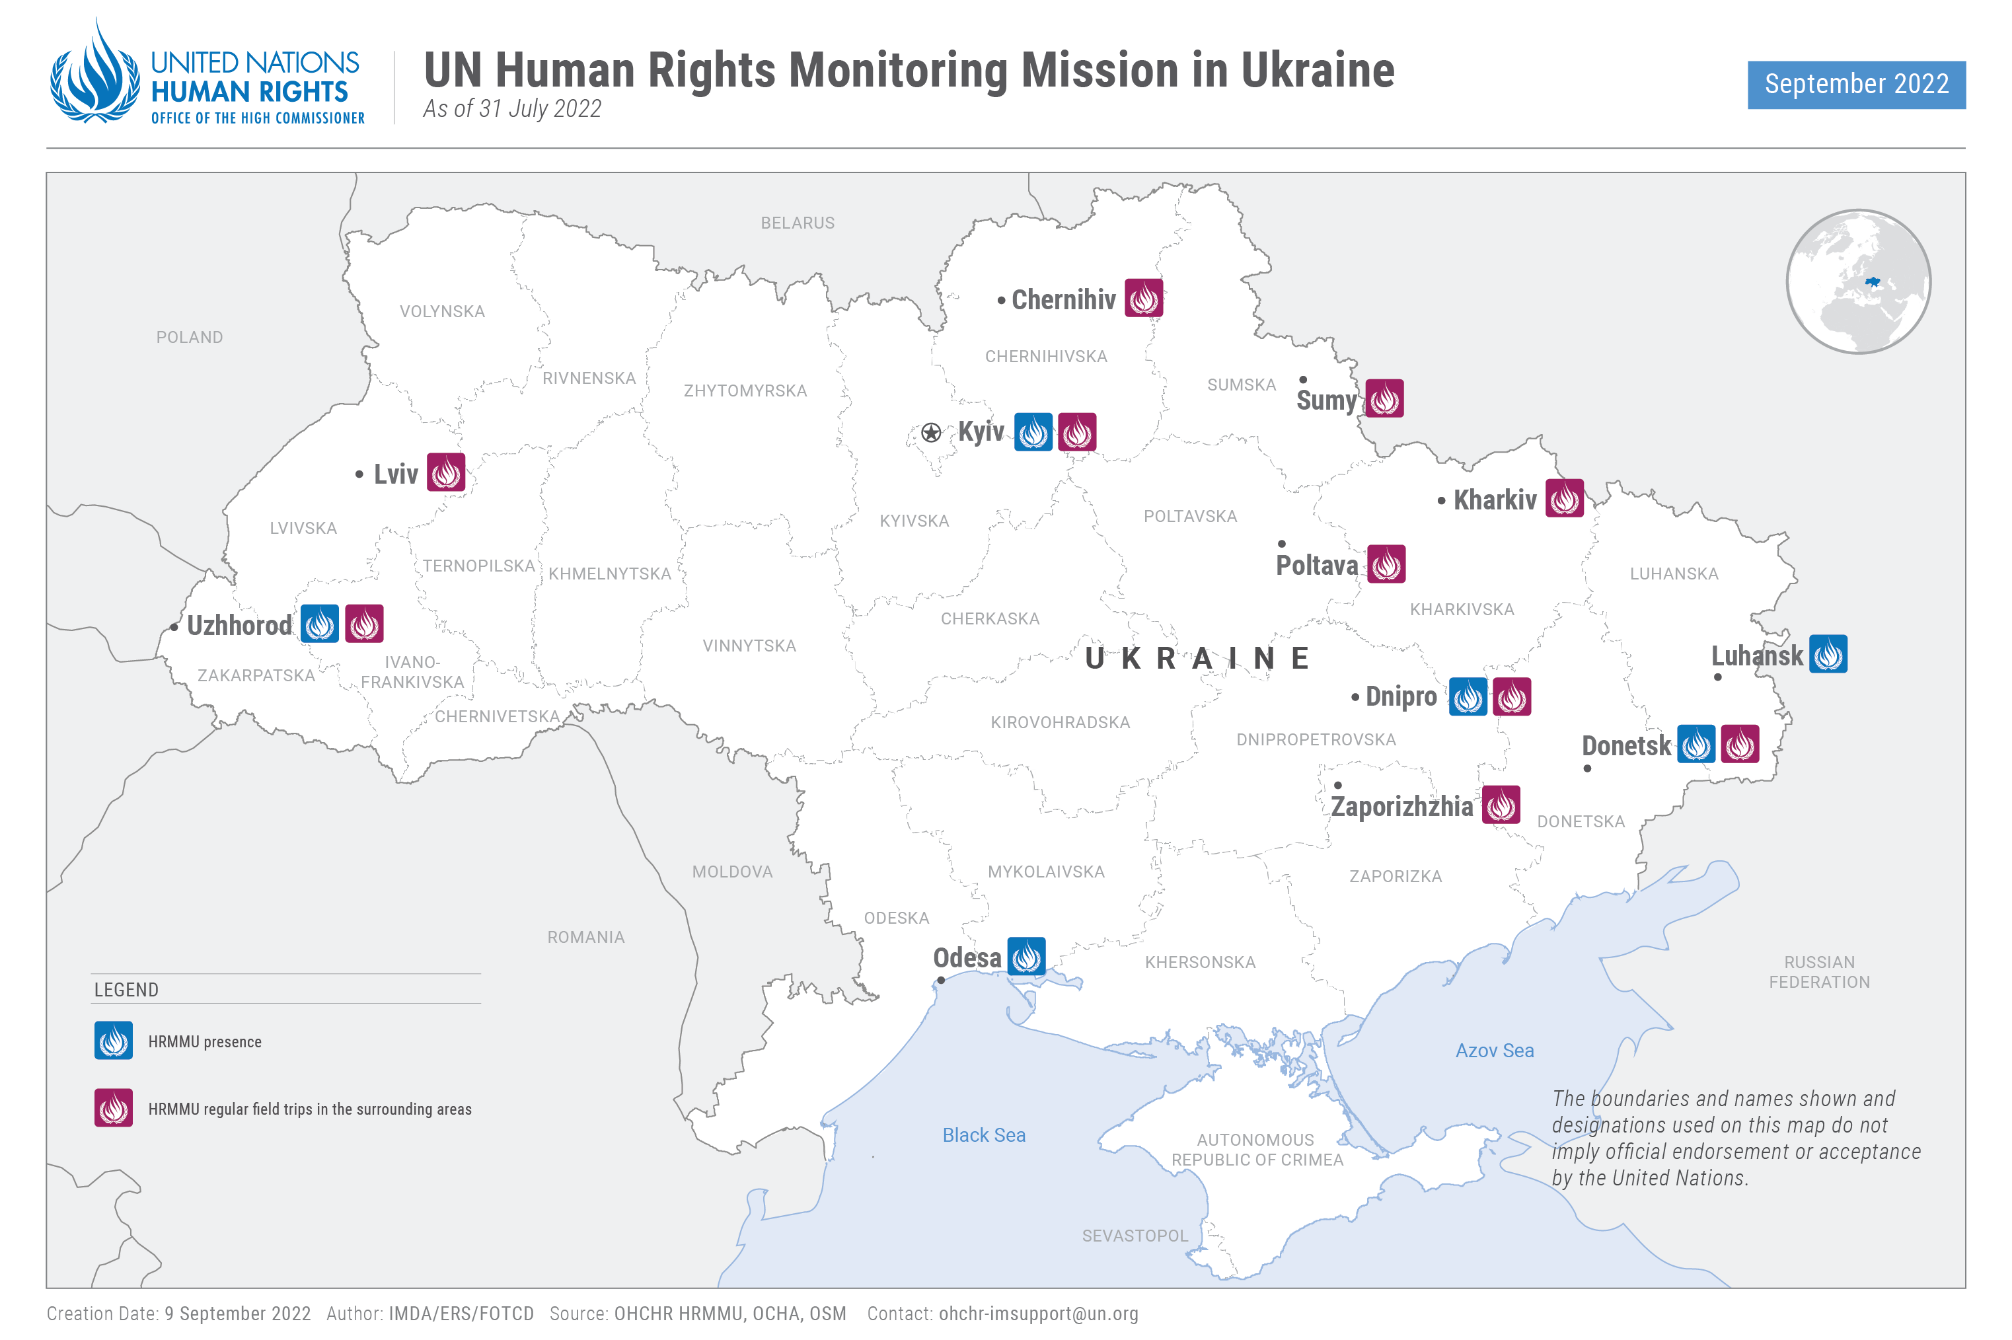 UNITED NATIONS
HUMAN RIGHTS
OFFICE OF THE HIGH COMMISSIONER
UN Human Rights Monitoring Mission in Ukraine
As of 31 July 2022
September 2022
BELARUS
POLAND
VOLYNSKA
RIVNENSKA
ZHYTOMYRSKA
Chernihiv
CHERNIHIVSKA
SUMSKA
Sumy
Kyiv
Lviv
LVIVSKA
KYIVSKA
POLTAVSKA
Kharkiv
TERNOPILSKA
KHMELNYTSKA
Poltava
LUHANSKA
KHARKIVSKA
CHERKASKA
Uzhhorod
VINNYTSKA
UKRAINE
Luhansk
ZAKARPATSKA
IVANO-
FRANKIVSKA
CHERNIVETSKA
KIROVOHRADSKA
Dnipro
DNIPROPETROVSKA
Donetsk
Zaporizhzhia
DONETSKA
MOLDOVA
MYKOLAIVSKA
ZAPORIZKA
ODESKA
ROMANIA
Odesa
KHERSONSKA
RUSSIAN
FEDERATION
Azov Sea
Black Sea
AUTONOMOUS
REPUBLIC OF CRIMEA
SEVASTOPOL
LEGEND
HRMMU presence
HRMMU regular field trips in the surrounding areas
The boundaries and names shown and
designations used on this map do not
imply official endorsement or acceptance
by the United Nations.
Creation Date: 9 September 2022 Author: IMDA/ERS/FOTCD Source: OHCHR HRMMU, OCHA, OSM Contact: ohchr-imsupport@un.org